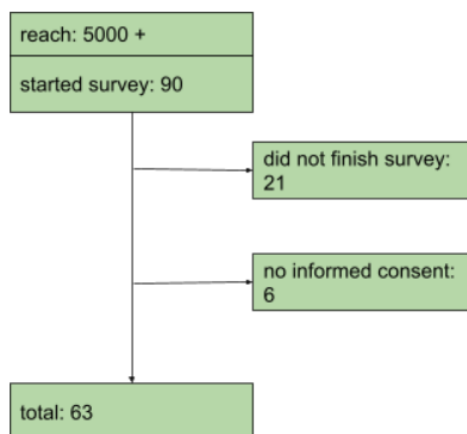 reach: 5000 +
started survey: 90
did not finish survey:
21
no informed consent:
6
total: 63